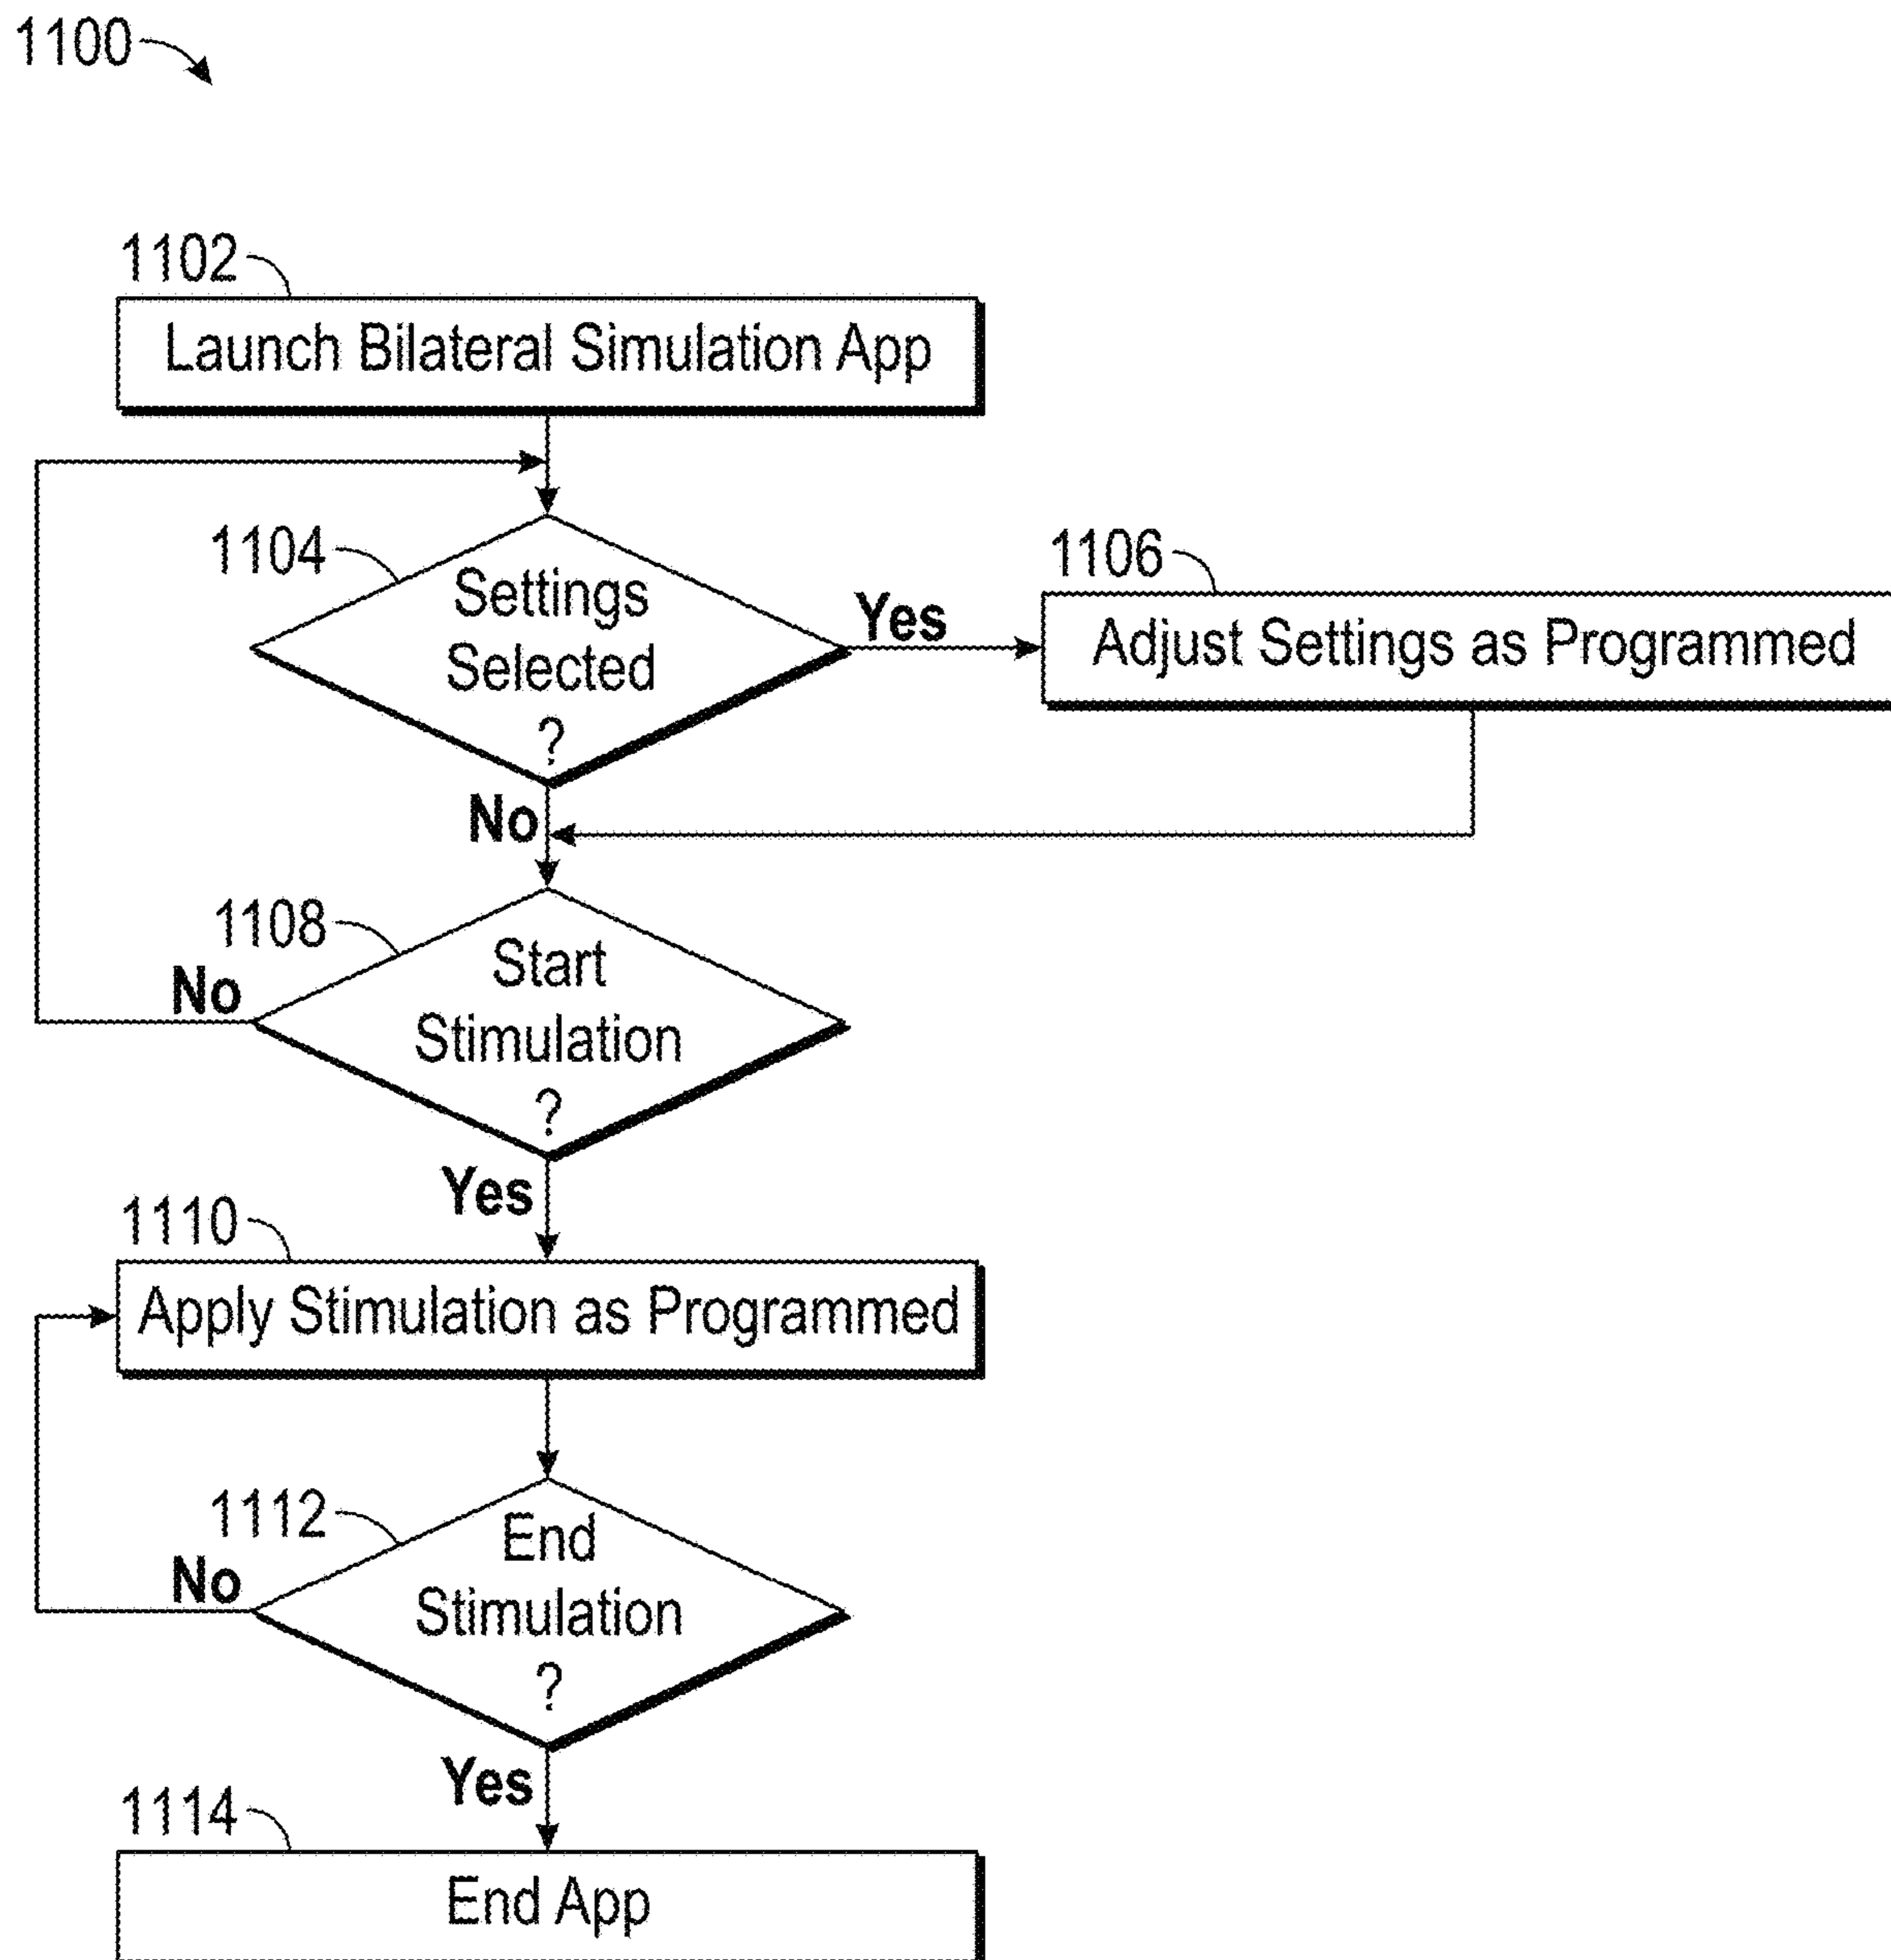 1100
1102
Launch Bilateral Simulation App
1104
Settings
Selected
?
Yes
1106
Adjust Settings as Programmed
No
1108
Start
Stimulation
?
No
Yes
1110
Apply Stimulation as Programmed
1112
End
Stimulation
?
No
Yes
1114
End App